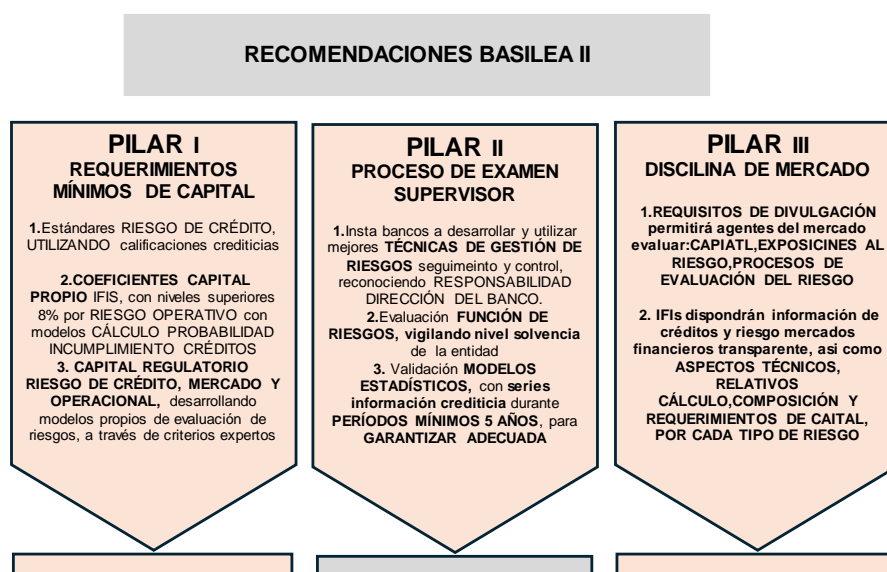 RECOMENDACIONES BASILEA II
PILAR I
REQUERIMIENTOS
MÍNIMOS DE CAPITAL
1.Estándares RIESGO DE CRÉDITO,
UTILIZANDO calificaciones crediticias
2.COEFICIENTES CAPITAL
PROPIO IFIS, con niveles superiores
8% por RIESGO OPERATIVO con
modelos CÁLCULO PROBABILIDAD
INCUMPLIMIENTO CRÉDITOS
3. CAPITAL REGULATORIO
RIESGO DE CRÉDITO, MERCADO Y
OPERACIONAL, desarrollando
modelos propios de evaluación de
riesgos, a través de criterios expertos
PILAR II
PROCESO DE EXAMEN
SUPERVISOR
1.Insta bancos a desarrollar y utilizar
mejores TÉCNICAS DE GESTIÓN DE
RIESGOS seguimeinto y control,
reconociendo RESPONSABILIDAD
DIRECCIÓN DEL BANCO.
2.Evaluación FUNCIÓN DE
RIESGOS, vigilando nivel solvencia
de la entidad
3. Validación MODELOS
ESTADÍSTICOS, con series
información crediticia durante
PERÍODOS MÍNIMOS 5 AÑOS, para
GARANTIZAR ADECUADA
PILAR III
DISCILINA DE MERCADO
1.REQUISITOS DE DIVULGACIÓN
permitirá agentes del mercado
evaluar:CAPIATL,EXPOSICINES AL
RIESGO,PROCESOS DE
EVALUACIÓN DEL RIESGO
2. IFIs dispondrán información de
créditos y riesgo mercados
financieros transparente, asi como
ASPECTOS TÉCNICOS,
RELATIVOS
CÁLCULO,COMPOSICIÓN Y
REQUERIMIENTOS DE CAITAL,
POR CADA TIPO DE RIESGO